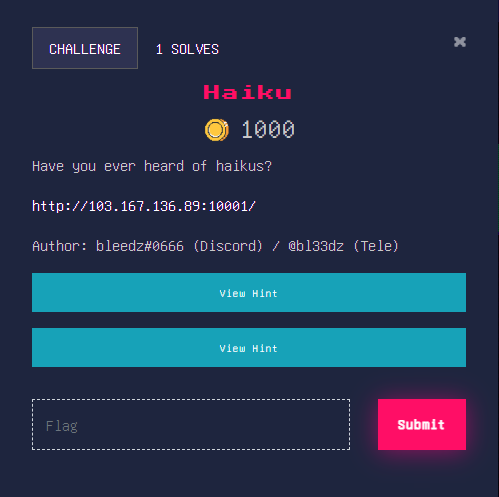 CHALLENGE 1 SOLVES
✖
Haiku
1000
Have you ever heard of haikus?
http://103.167.136.89:10001/
Author: bleedz#0666 (Discord) / @bl33dz (Tele)
View Hint
View Hint
Flag
Submit